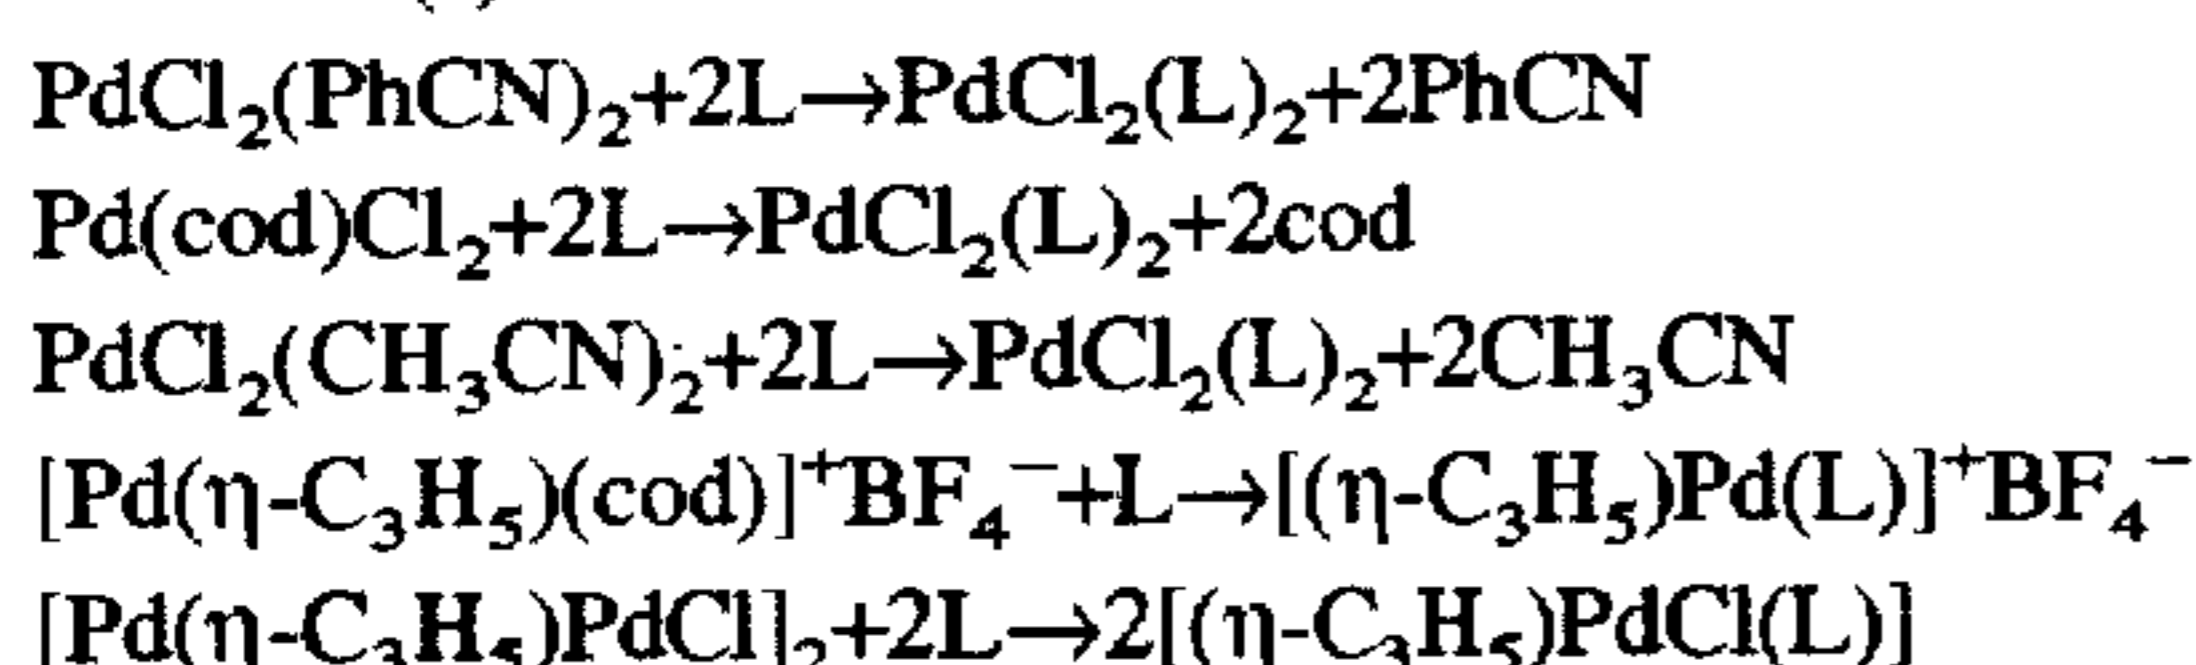 PdCl₂(PhCN)₂+2L→PdCl₂(L)₂+2PhCN
Pd(cod)Cl₂+2L→PdCl₂(L)₂+2cod
PdCl₂(CH₃CN)₂+2L→PdCl₂(L)₂+2CH₃CN
[Pd(η-C₃H₅)(cod)]⁺BF₄⁻+L→[(η-C₃H₅)Pd(L)]⁺BF₄⁻
[Pd(η-C₃H₅)PdCl]₂+2L→2[(η-C₃H₅)PdCl(L)]